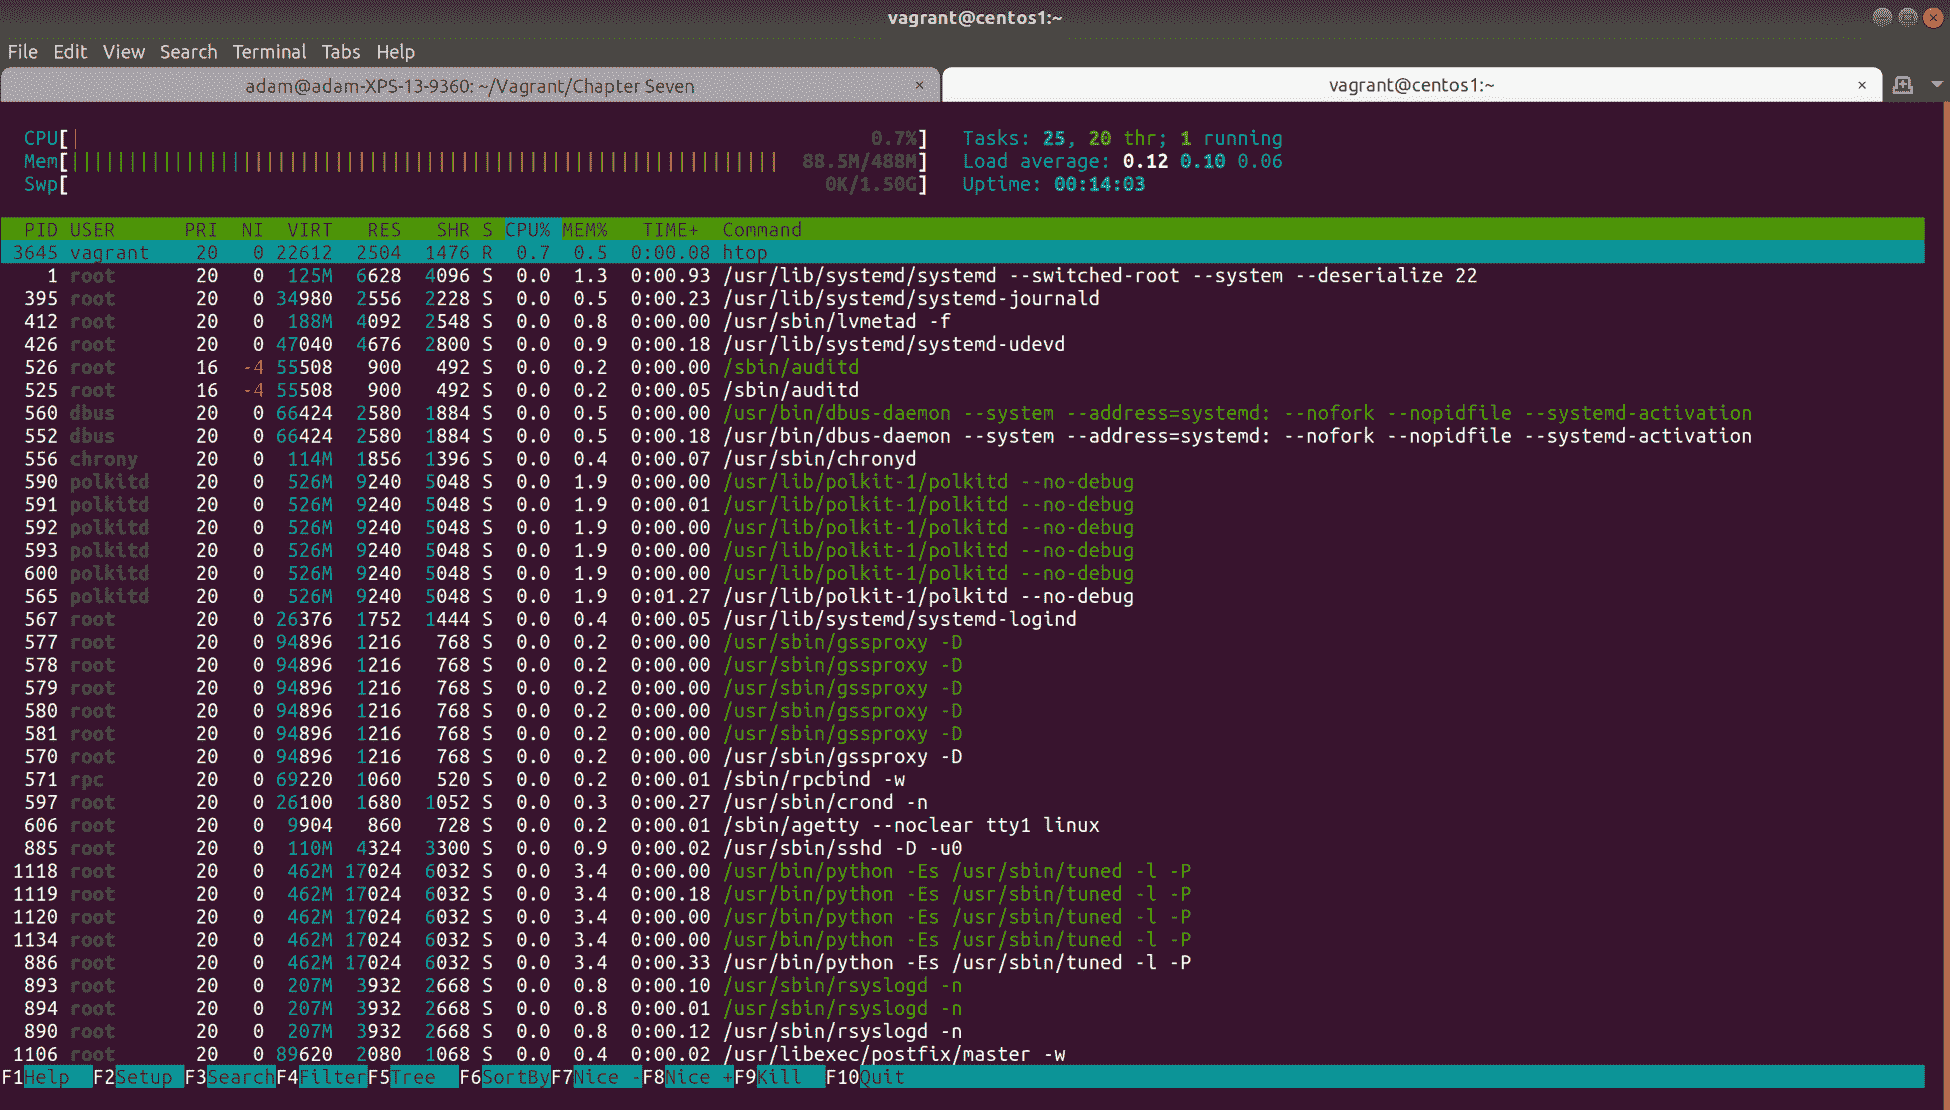 vagrant@centos1:~
File Edit View Search Terminal Tabs Help
adam@adam-XPS-13-9360: ~/Vagrant/Chapter Seven × vagrant@centos1:~ ×
CPU[| 0.7%] Tasks: 25, 20 thr; 1 running
Mem[||||||||||||||||||||||||||||||||||||||||||||||||||||||||||||||| 88.5M/488M] Load average: 0.12 0.10 0.06
Swp[ 0K/1.50G] Uptime: 00:14:03
PID USER PRI NI VIRT RES SHR S CPU% MEM% TIME+ Command
3645 vagrant 20 0 22612 2504 1476 R 0.7 0.5 0:00.08 htop
1 root 20 0 125M 6628 4096 S 0.0 1.3 0:00.93 /usr/lib/systemd/systemd --switched-root --system --deserialize 22
395 root 20 0 34980 2556 2228 S 0.0 0.5 0:00.23 /usr/lib/systemd/systemd-journald
412 root 20 0 188M 4092 2548 S 0.0 0.8 0:00.00 /usr/sbin/lvmetad -f
426 root 20 0 47040 4676 2800 S 0.0 0.9 0:00.18 /usr/lib/systemd/systemd-udevd
526 root 16 -4 55508 900 492 S 0.0 0.2 0:00.00 /sbin/auditd
525 root 16 -4 55508 900 492 S 0.0 0.2 0:00.05 /sbin/auditd
560 dbus 20 0 66424 2580 1884 S 0.0 0.5 0:00.00 /usr/bin/dbus-daemon --system --address=systemd: --nofork --nopidfile --systemd-activation
552 dbus 20 0 66424 2580 1884 S 0.0 0.5 0:00.18 /usr/bin/dbus-daemon --system --address=systemd: --nofork --nopidfile --systemd-activation
556 chrony 20 0 114M 1856 1396 S 0.0 0.4 0:00.07 /usr/sbin/chronyd
590 polkitd 20 0 526M 9240 5048 S 0.0 1.9 0:00.00 /usr/lib/polkit-1/polkitd --no-debug
591 polkitd 20 0 526M 9240 5048 S 0.0 1.9 0:00.01 /usr/lib/polkit-1/polkitd --no-debug
592 polkitd 20 0 526M 9240 5048 S 0.0 1.9 0:00.00 /usr/lib/polkit-1/polkitd --no-debug
593 polkitd 20 0 526M 9240 5048 S 0.0 1.9 0:00.00 /usr/lib/polkit-1/polkitd --no-debug
600 polkitd 20 0 526M 9240 5048 S 0.0 1.9 0:00.00 /usr/lib/polkit-1/polkitd --no-debug
565 polkitd 20 0 526M 9240 5048 S 0.0 1.9 0:01.27 /usr/lib/polkit-1/polkitd --no-debug
567 root 20 0 26376 1752 1444 S 0.0 0.4 0:00.05 /usr/lib/systemd/systemd-logind
577 root 20 0 94896 1216 768 S 0.0 0.2 0:00.00 /usr/sbin/gssproxy -D
578 root 20 0 94896 1216 768 S 0.0 0.2 0:00.00 /usr/sbin/gssproxy -D
579 root 20 0 94896 1216 768 S 0.0 0.2 0:00.00 /usr/sbin/gssproxy -D
580 root 20 0 94896 1216 768 S 0.0 0.2 0:00.00 /usr/sbin/gssproxy -D
581 root 20 0 94896 1216 768 S 0.0 0.2 0:00.00 /usr/sbin/gssproxy -D
570 root 20 0 94896 1216 768 S 0.0 0.2 0:00.00 /usr/sbin/gssproxy -D
571 rpc 20 0 69220 1060 520 S 0.0 0.2 0:00.01 /sbin/rpcbind -w
597 root 20 0 26100 1680 1052 S 0.0 0.3 0:00.27 /usr/sbin/crond -n
606 root 20 0 9904 860 728 S 0.0 0.2 0:00.01 /sbin/agetty --noclear tty1 linux
885 root 20 0 110M 4324 3300 S 0.0 0.9 0:00.02 /usr/sbin/sshd -D -u0
1118 root 20 0 462M 17024 6032 S 0.0 3.4 0:00.00 /usr/bin/python -Es /usr/sbin/tuned -l -P
1119 root 20 0 462M 17024 6032 S 0.0 3.4 0:00.18 /usr/bin/python -Es /usr/sbin/tuned -l -P
1120 root 20 0 462M 17024 6032 S 0.0 3.4 0:00.00 /usr/bin/python -Es /usr/sbin/tuned -l -P
1134 root 20 0 462M 17024 6032 S 0.0 3.4 0:00.00 /usr/bin/python -Es /usr/sbin/tuned -l -P
886 root 20 0 462M 17024 6032 S 0.0 3.4 0:00.33 /usr/bin/python -Es /usr/sbin/tuned -l -P
893 root 20 0 207M 3932 2668 S 0.0 0.8 0:00.10 /usr/sbin/rsyslogd -n
894 root 20 0 207M 3932 2668 S 0.0 0.8 0:00.01 /usr/sbin/rsyslogd -n
890 root 20 0 207M 3932 2668 S 0.0 0.8 0:00.12 /usr/sbin/rsyslogd -n
1106 root 20 0 89620 2080 1068 S 0.0 0.4 0:00.02 /usr/libexec/postfix/master -w
F1Help F2Setup F3SearchF4FilterF5Tree F6SortByF7Nice -F8Nice +F9Kill F10Quit